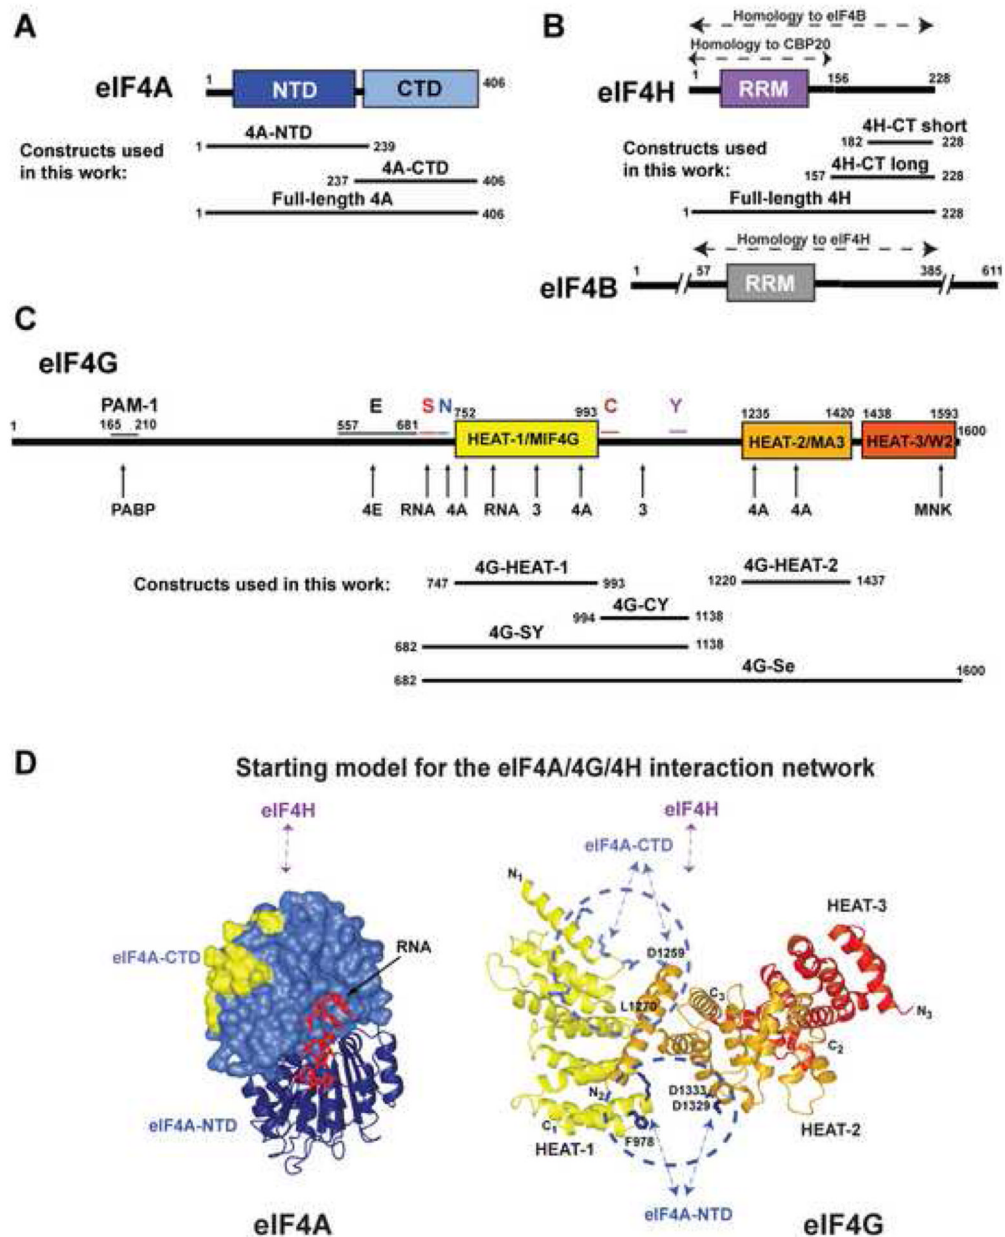 A
eIF4A
1
NTD
CTD
406
Constructs used
in this work:
4A-NTD
1
239
4A-CTD
237
406
Full-length 4A
1
406
B
Homology to eIF4B
Homology to CBP20
eIF4H
1
RRM
156
228
Constructs used
in this work:
4H-CT short
182
228
4H-CT long
157
228
Full-length 4H
1
228
Homology to eIF4H
eIF4B
1
57
RRM
385
611
C
eIF4G
1
PAM-1
165
210
E
557
681
S
N
752
993
HEAT-1/MIF4G
C
Y
1235
1420
HEAT-2/MA3
1438
1593
HEAT-3/W2
1600
PABP
4E
RNA
4A
RNA
3
4A
3
4A
4A
MNK
Constructs used in this work:
4G-HEAT-1
747
993
4G-HEAT-2
1220
1437
4G-CY
994
1138
4G-SY
682
1138
4G-Se
682
1600
D
Starting model for the eIF4A/4G/4H interaction network
eIF4H
eIF4A-CTD
RNA
eIF4A-NTD
eIF4A
eIF4H
eIF4A-CTD
N1
D1259
HEAT-3
L1270
C3
N3
C2
N2
D1333
D1329
C1
F978
HEAT-1
HEAT-2
eIF4A-NTD
eIF4G